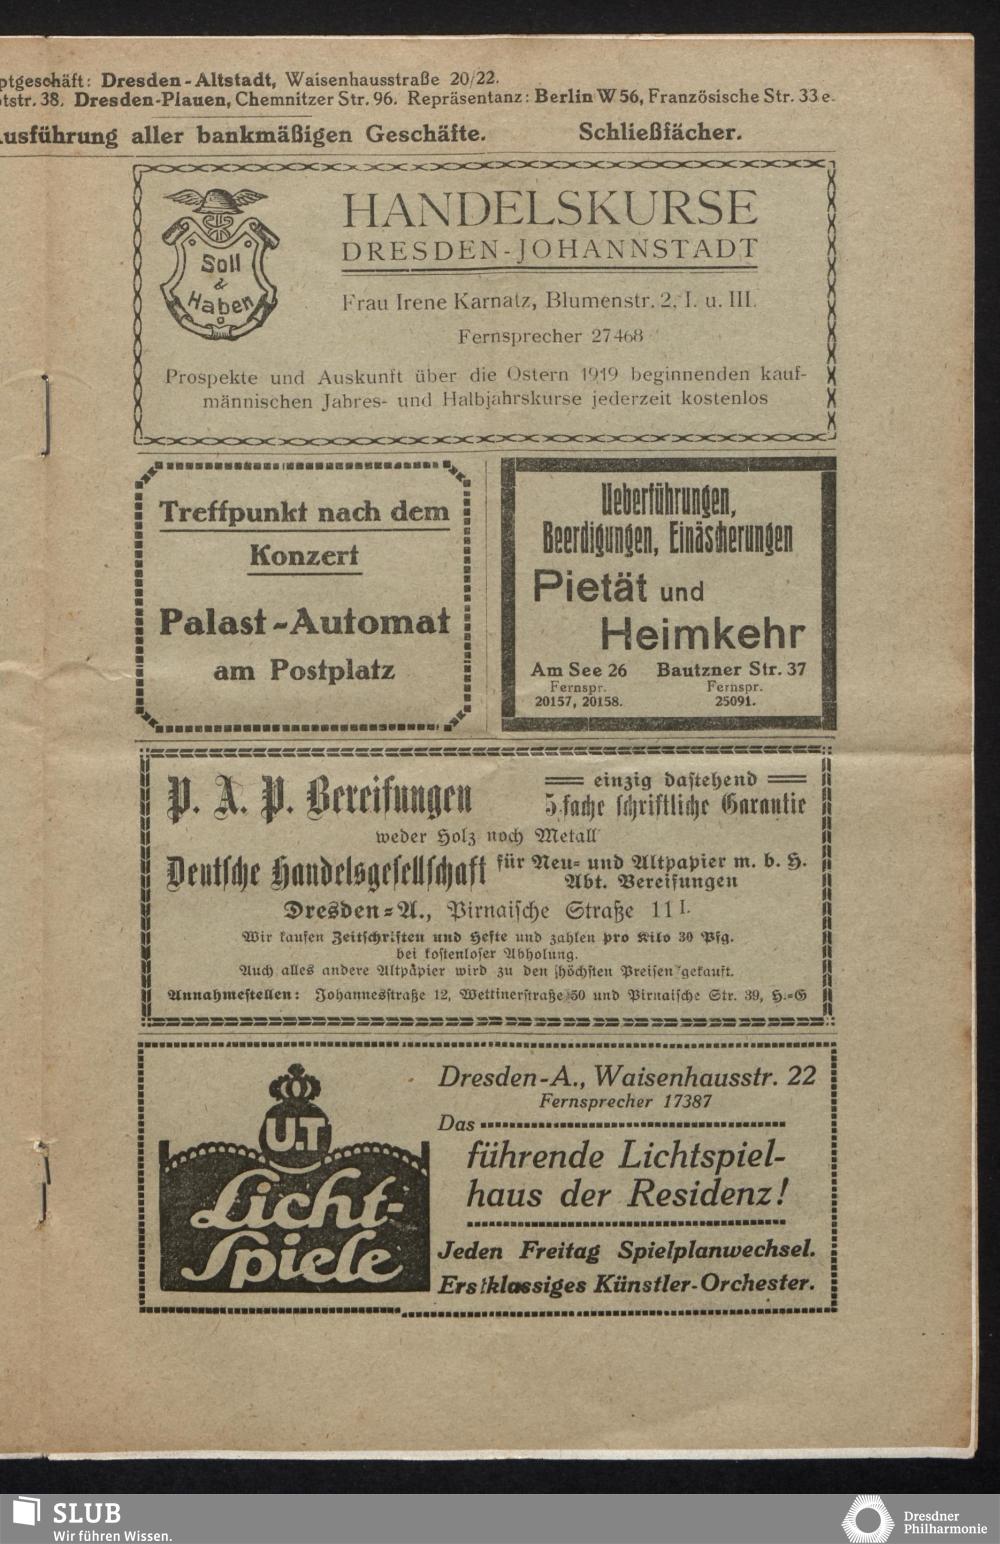 Dresden-Altstadt, Waisenhausstraße 20/22.
Dresden-Plauen, Chemnitzer Str. 96. Repräsentanz: Berlin W 56, Französische Str. 33 e.
aller bankmäßigen Geschäfte. Schließfächer.
Soll
&
Haben
HANDELSKURSE
DRESDEN-JOHANNSTADT
Frau Irene Karnatz, Blumenstr. 2, I. u. III.
Fernsprecher 27468
Prospekte und Auskunft über die Ostern 1919 beginnenden kauf-
männischen Jahres- und Halbjahrskurse jederzeit kostenlos
Treffpunkt nach dem
Konzert
Palast-Automat
am Postplatz
Ueberführungen,
Beerdigungen, Einäscherungen
Pietät und
Heimkehr
Am See 26 Bautzner Str. 37
Fernspr. Fernspr.
20157, 20158. 25091.
P. A. P. Bereifungen
einzig dastehend
5 fache schriftliche Garantie
weder Holz noch Metall
Deutsche Handelsgesellschaft für Neu- und Altpapier m. b. H.
Abt. Bereifungen
Dresden-A., Pirnaische Straße 11 I.
Wir kaufen Zeitschriften und Hefte und zahlen pro Kilo 30 Pfg.
bei kostenloser Abholung.
Auch alles andere Altpapier wird zu den höchsten Preisen gekauft.
Annahmestellen: Johannesstraße 12, Wettinerstraße 50 und Pirnaische Str. 39, H.-G
U.T
Licht-
Spiele
Dresden-A., Waisenhausstr. 22
Fernsprecher 17387
Das
führende Lichtspiel-
haus der Residenz!
Jeden Freitag Spielplanwechsel.
Erstklassiges Künstler-Orchester.
SLUB
Wir führen Wissen.
Dresdner
Philharmonie